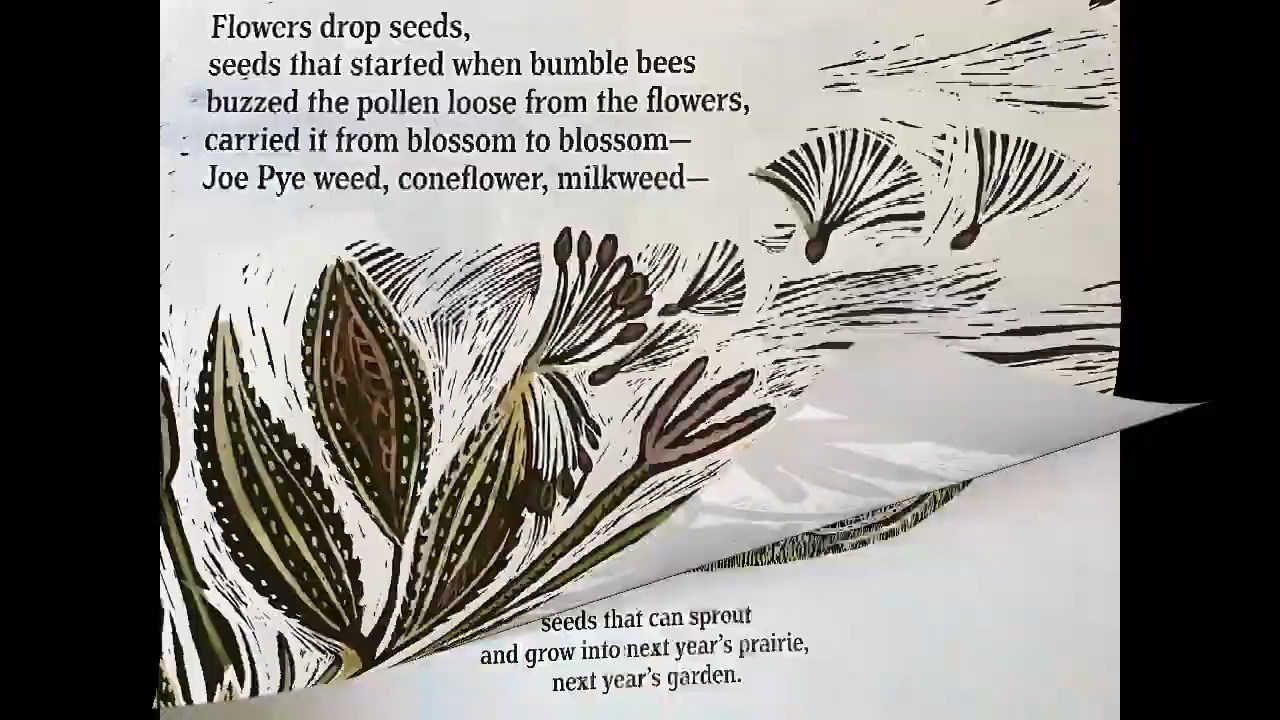 Flowers drop seeds,
seeds that started when bumble bees
buzzed the pollen loose from the flowers,
carried it from blossom to blossom—
Joe Pye weed, coneflower, milkweed—
seeds that can sprout
and grow into next year's prairie,
next year's garden.